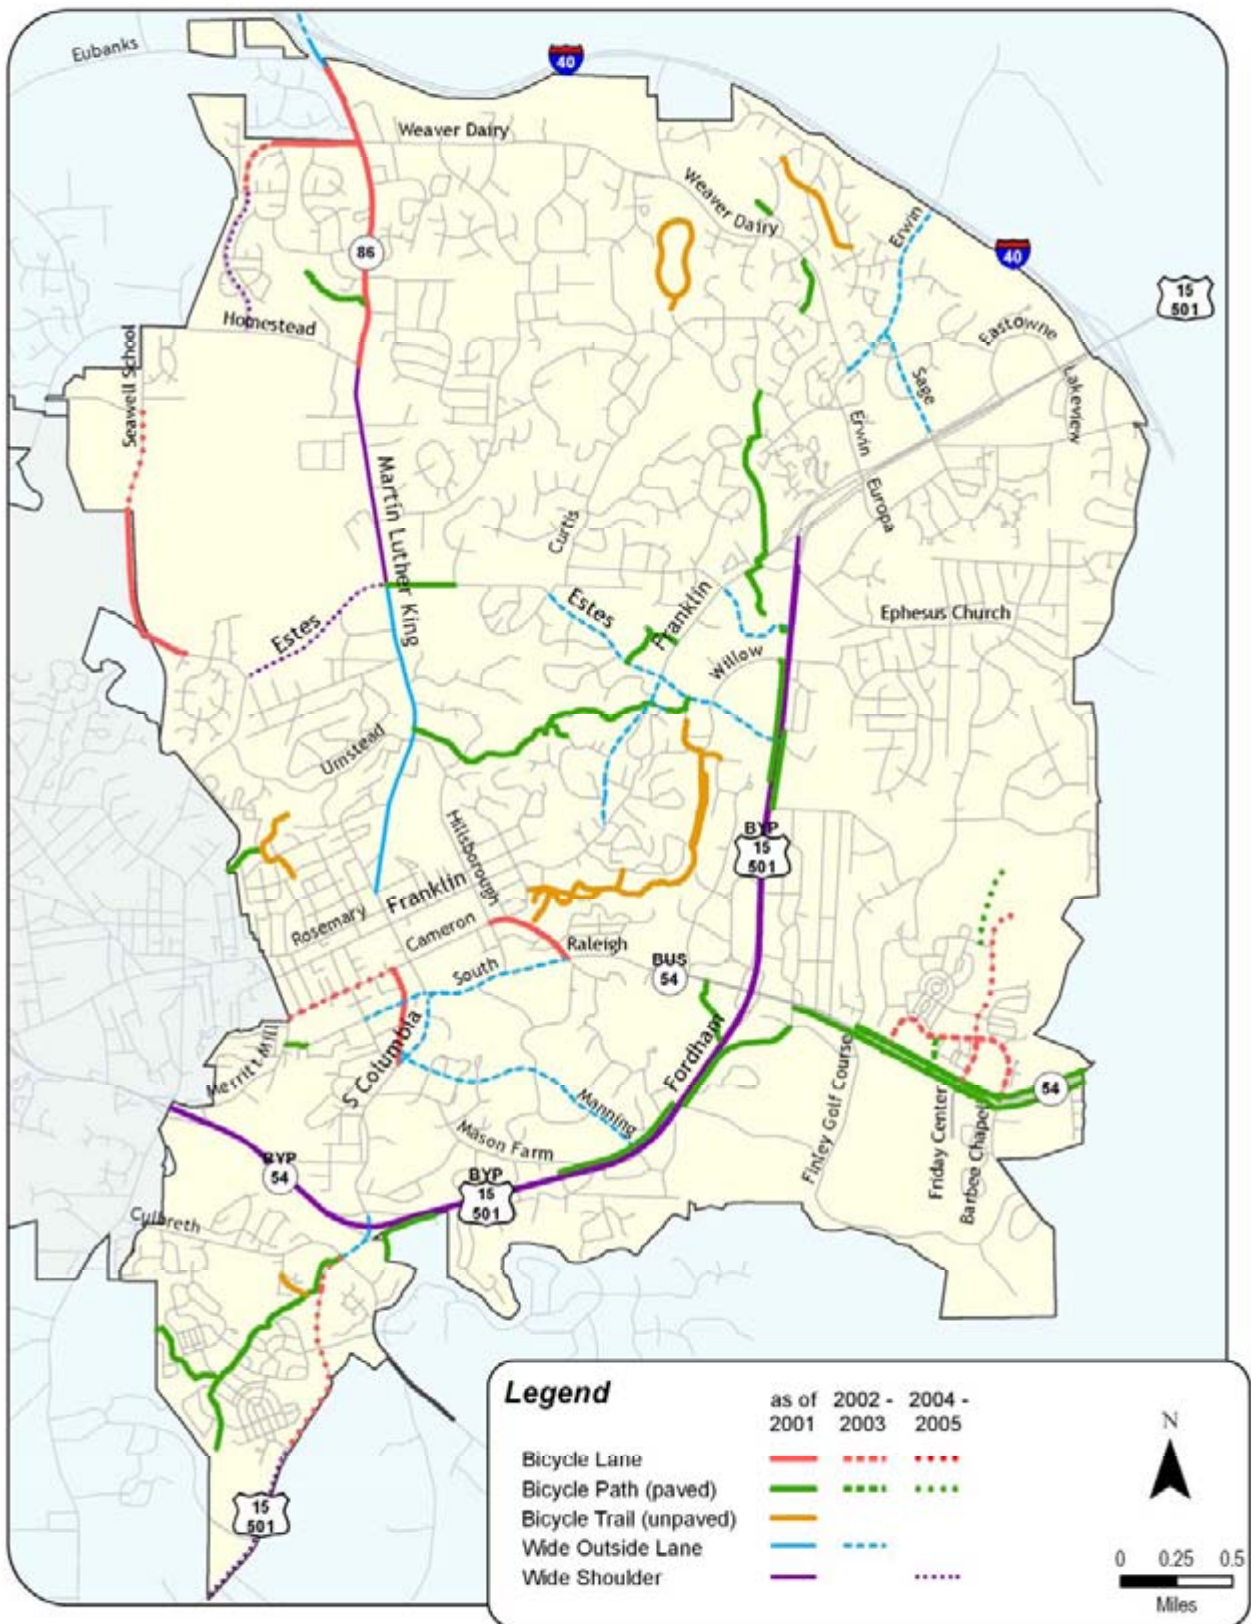 Eubanks
40
Weaver Dairy
Weaver Dairy
Erwin
86
40
15
501
Homestead
Eastowne
Seawell School
Sage
Lakeview
Erwin
Martin Luther King
Europa
Curtis
Estes
Franklin
Ephesus Church
Estes
Willow
Umstead
Hillsborough
BYP
15
501
Franklin
Rosemary
Cameron
Raleigh
South
BUS
54
Merritt Mill
S Columbia
Fordham
Finley Golf Course
54
Manning
Mason Farm
Friday Center
Barbee Chapel
BYP
54
BYP
15
501
Culbreth
15
501
Legend
as of 2002 - 2004 -
2001 2003 2005
Bicycle Lane
Bicycle Path (paved)
Bicycle Trail (unpaved)
Wide Outside Lane
Wide Shoulder
N
0 0.25 0.5
Miles